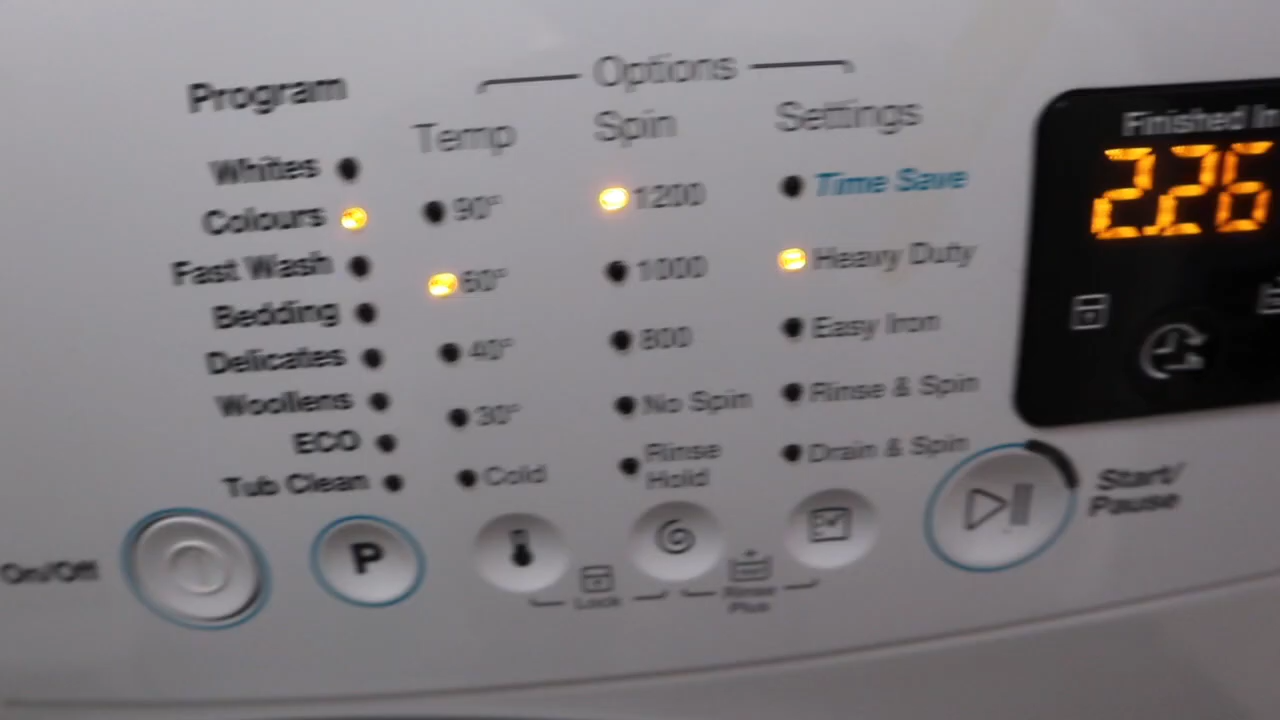 Options
Program
Temp
Spin
Settings
Finished In
2.26
Whites
Colours
Fast Wash
Bedding
Delicates
Woollens
ECO
Tub Clean
90°
60°
40°
30°
Cold
1200
1000
800
No Spin
Rinse
Hold
Time Save
Heavy Duty
Easy Iron
Rinse & Spin
Drain & Spin
On/Off
P
Lock
Rinse
Plus
Start/
Pause